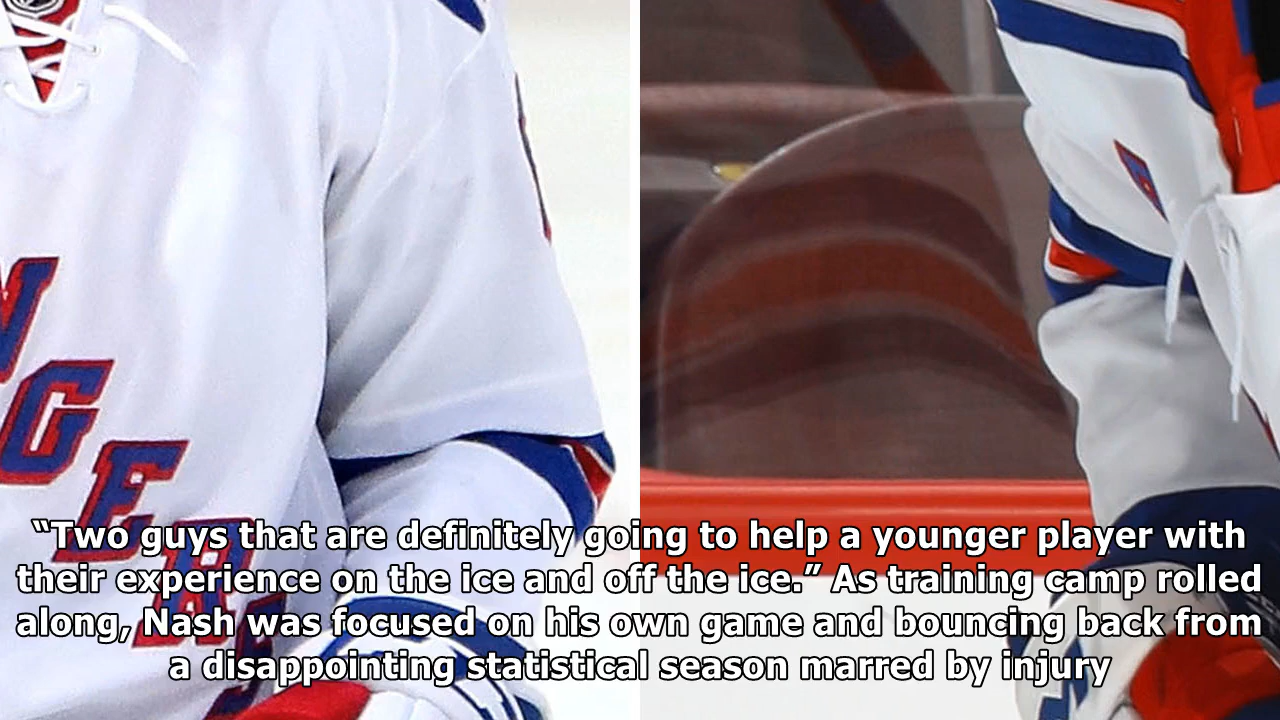 NGER
“Two guys that are definitely going to help a younger player with
their experience on the ice and off the ice.” As training camp rolled
along, Nash was focused on his own game and bouncing back from
a disappointing statistical season marred by injury